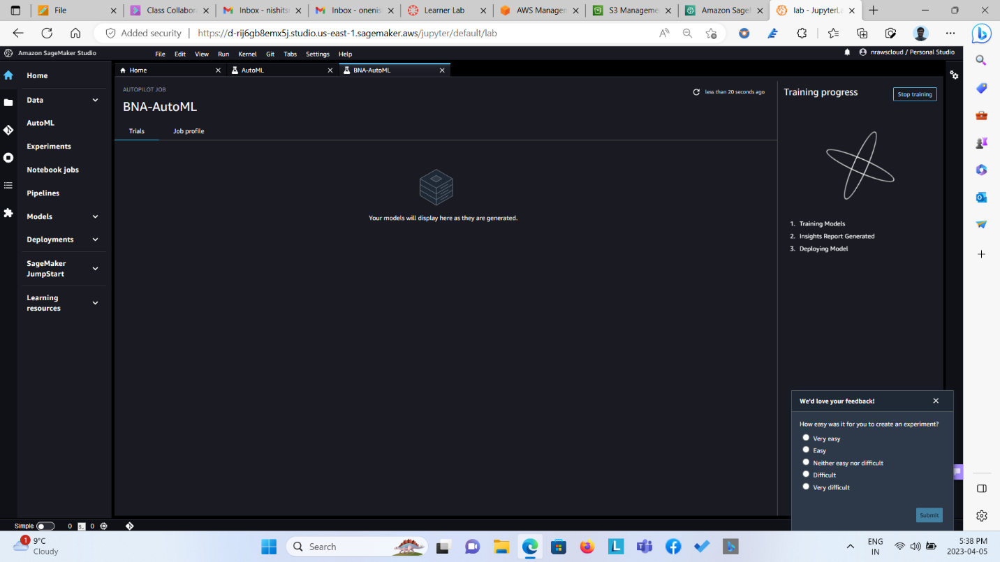 File
Class Collabora
Inbox - nishits
Inbox - onenis
Learner Lab
AWS Managem
S3 Manageme
Amazon Sagel
lab - JupyterLa
Added security
https://d-rij6gb8emx5j.studio.us-east-1.sagemaker.aws/jupyter/default/lab
Amazon SageMaker Studio
File Edit View Run Kernel Git Tabs Settings Help
nrawscloud / Personal Studio
Home
AutoML
BNA-AutoML
Home
Data
AutoML
Experiments
Notebook jobs
Pipelines
Models
Deployments
SageMaker
JumpStart
Learning
resources
AUTOPILOT JOB
BNA-AutoML
less than 20 seconds ago
Trials
Job profile
Your models will display here as they are generated.
Training progress
Stop training
1. Training Models
2. Insights Report Generated
3. Deploying Model
We'd love your feedback!
How easy was it for you to create an experiment?
Very easy
Easy
Neither easy nor difficult
Difficult
Very difficult
Submit
Simple
0
0
1
9°C
Cloudy
Search
ENG
IN
5:38 PM
2023-04-05